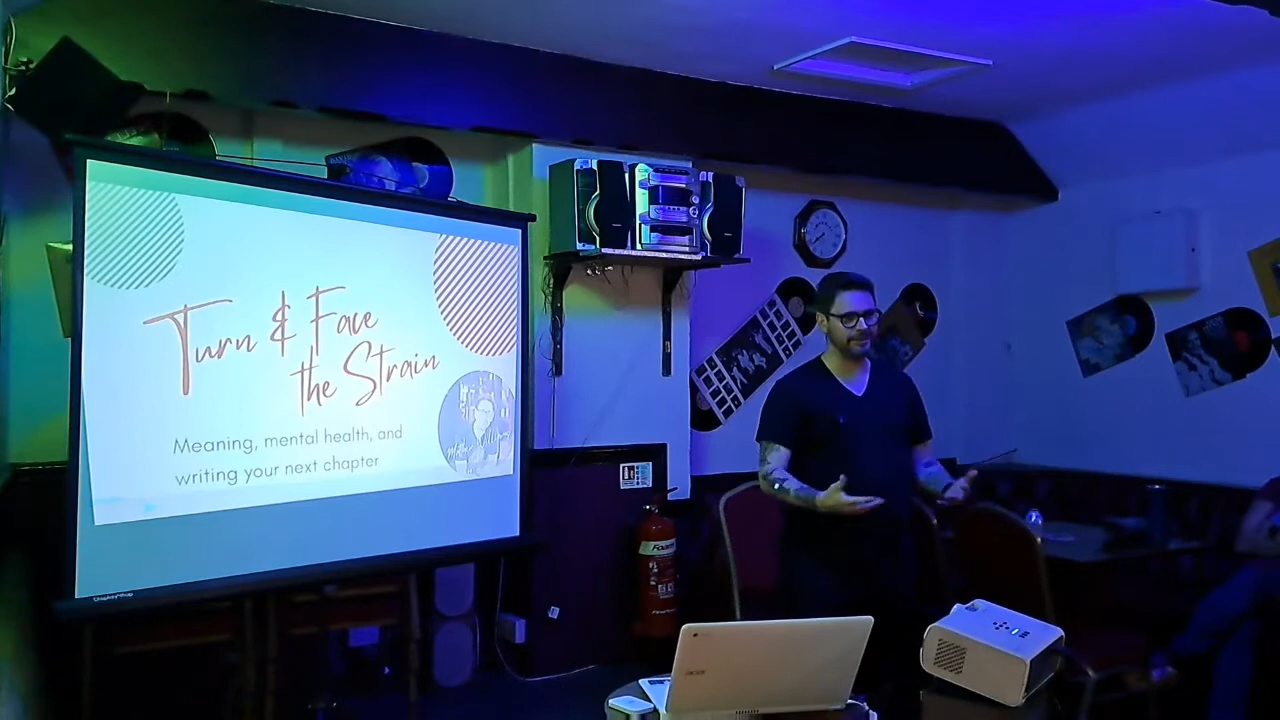 Turn & Face
the Strain
Meaning, mental health, and
writing your next chapter
Foam
acer